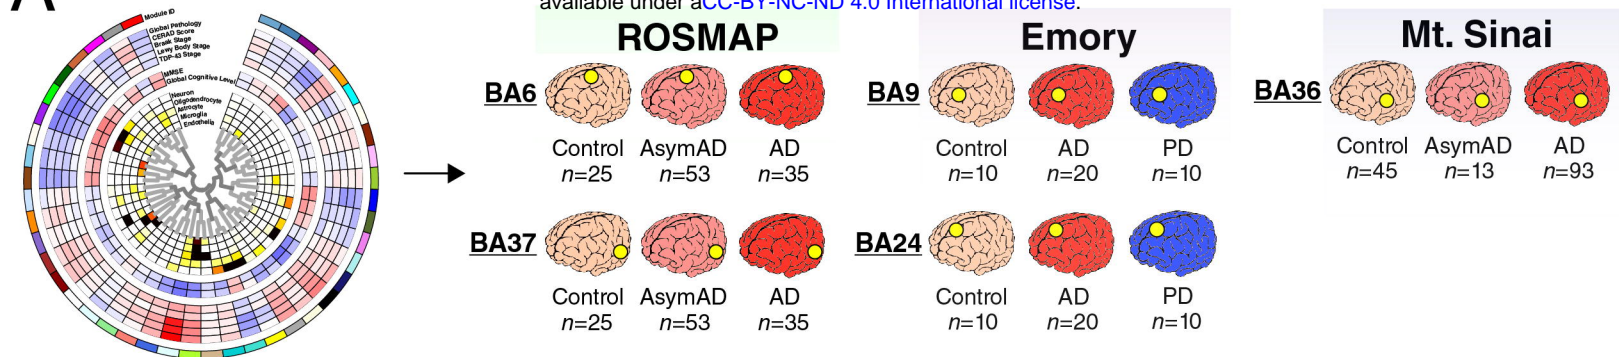 A
available under aCC-BY-NC-ND 4.0 International license.
Module ID
Global Pathology
CERAD Score
Braak Stage
Lewy Body Stage
TDP-43 Stage
MMSE
Global Cognitive Level
Neuron
Oligodendrocyte
Astrocyte
Microglia
Endothelia
ROSMAP
BA6
Control AsymAD AD
n=25 n=53 n=35
BA37
Control AsymAD AD
n=25 n=53 n=35
Emory
BA9
Control AD PD
n=10 n=20 n=10
BA24
Control AD PD
n=10 n=20 n=10
Mt. Sinai
BA36
Control AsymAD AD
n=45 n=13 n=93